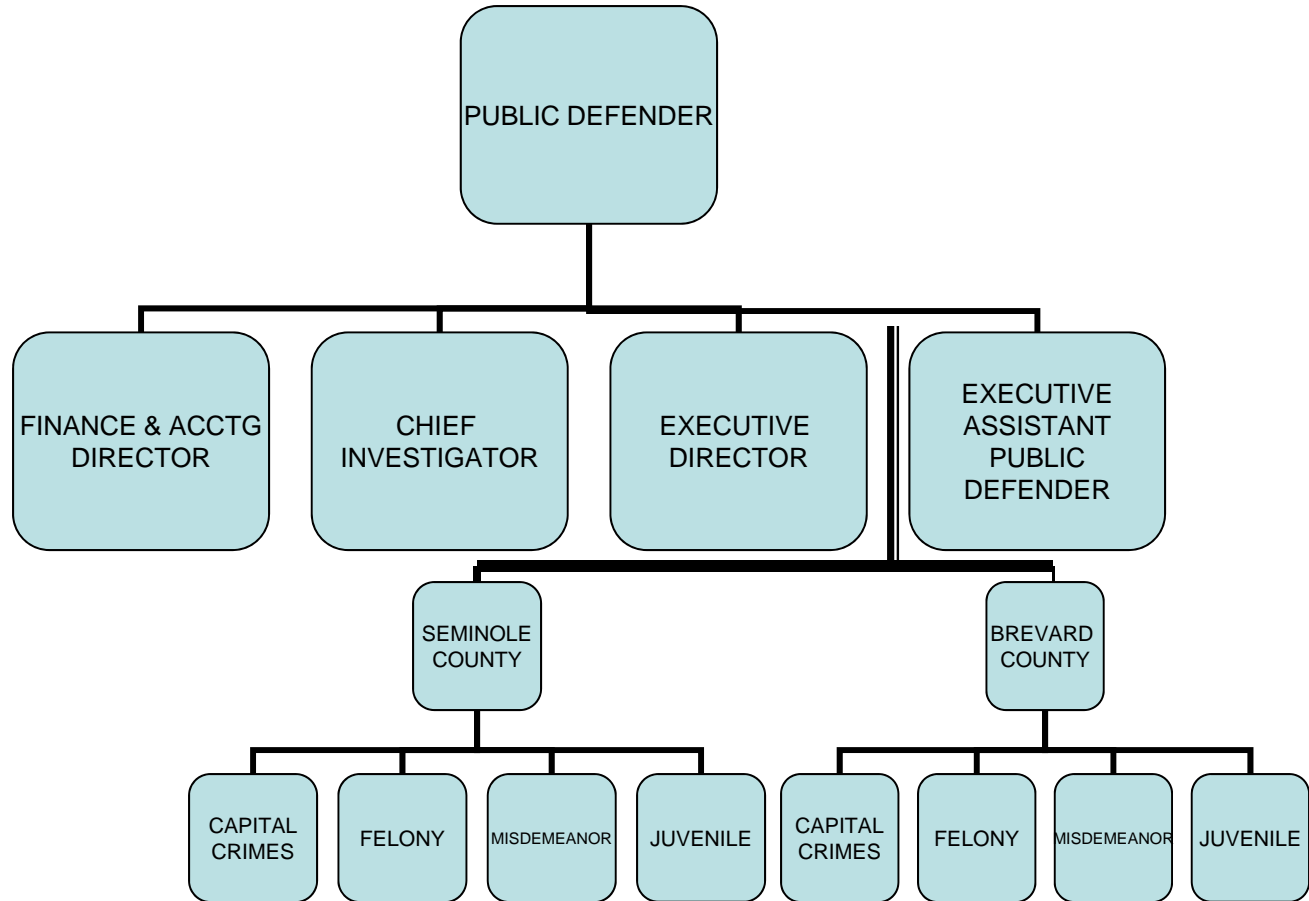 PUBLIC DEFENDER
FINANCE & ACCTG
DIRECTOR
CHIEF
INVESTIGATOR
EXECUTIVE
DIRECTOR
EXECUTIVE
ASSISTANT
PUBLIC
DEFENDER
SEMINOLE
COUNTY
BREVARD
COUNTY
CAPITAL
CRIMES
FELONY
MISDEMEANOR
JUVENILE
CAPITAL
CRIMES
FELONY
MISDEMEANOR
JUVENILE